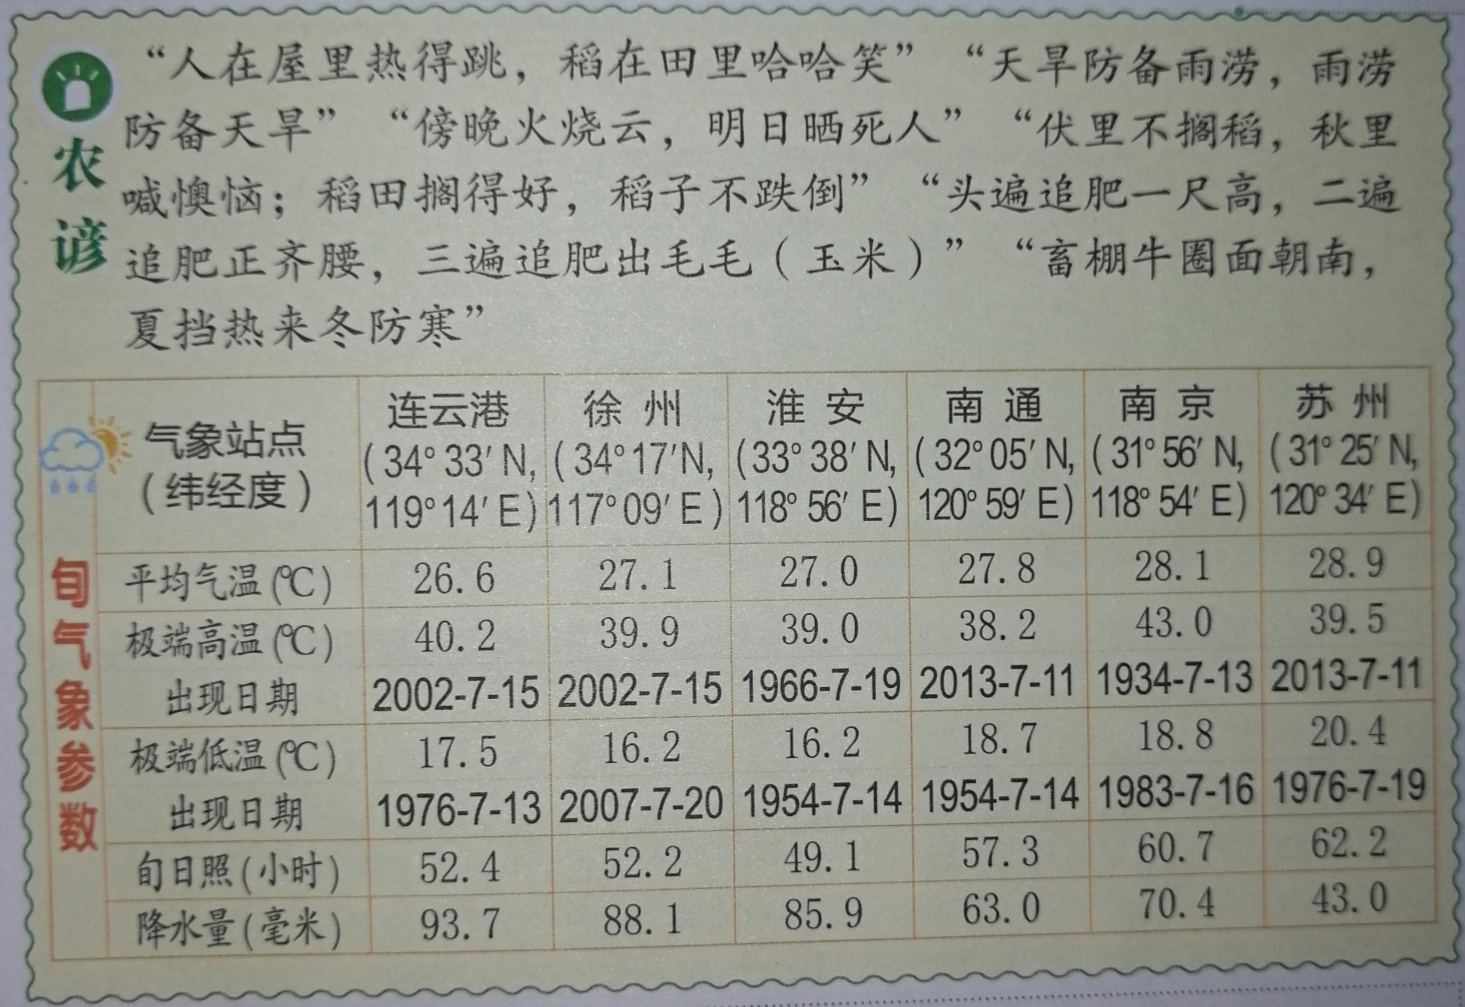 农谚
“人在屋里热得跳，稻在田里哈哈笑” “天旱防备雨涝，雨涝
防备天旱” “傍晚火烧云，明日晒死人” “伏里不搁稻，秋里
喊懊恼；稻田搁得好，稻子不跌倒” “头遍追肥一尺高，二遍
追肥正齐腰，三遍追肥出毛毛（玉米）” “畜棚牛圈面朝南，
夏挡热来冬防寒”
旬气象参数
气象站点 连云港 徐州 淮安 南通 南京 苏州
（纬经度） (34°33′N, (34°17′N, (33°38′N, (32°05′N, (31°56′N, (31°25′N,
119°14′E) 117°09′E) 118°56′E) 120°59′E) 118°54′E) 120°34′E)
平均气温(℃) 26.6 27.1 27.0 27.8 28.1 28.9
极端高温(℃) 40.2 39.9 39.0 38.2 43.0 39.5
出现日期 2002-7-15 2002-7-15 1966-7-19 2013-7-11 1934-7-13 2013-7-11
极端低温(℃) 17.5 16.2 16.2 18.7 18.8 20.4
出现日期 1976-7-13 2007-7-20 1954-7-14 1954-7-14 1983-7-16 1976-7-19
旬日照(小时) 52.4 52.2 49.1 57.3 60.7 62.2
降水量(毫米) 93.7 88.1 85.9 63.0 70.4 43.0